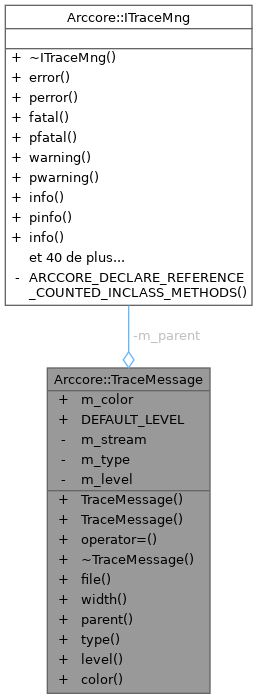 Arccore::ITraceMng
+ ~ITraceMng()
+ error()
+ perror()
+ fatal()
+ pfatal()
+ warning()
+ pwarning()
+ info()
+ pinfo()
+ info()
et 40 de plus...
- ARCCORE_DECLARE_REFERENCE
_COUNTED_INCLASS_METHODS()
-m_parent
Arccore::TraceMessage
+ m_color
+ DEFAULT_LEVEL
- m_stream
- m_type
- m_level
+ TraceMessage()
+ TraceMessage()
+ operator=()
+ ~TraceMessage()
+ file()
+ width()
+ parent()
+ type()
+ level()
+ color()